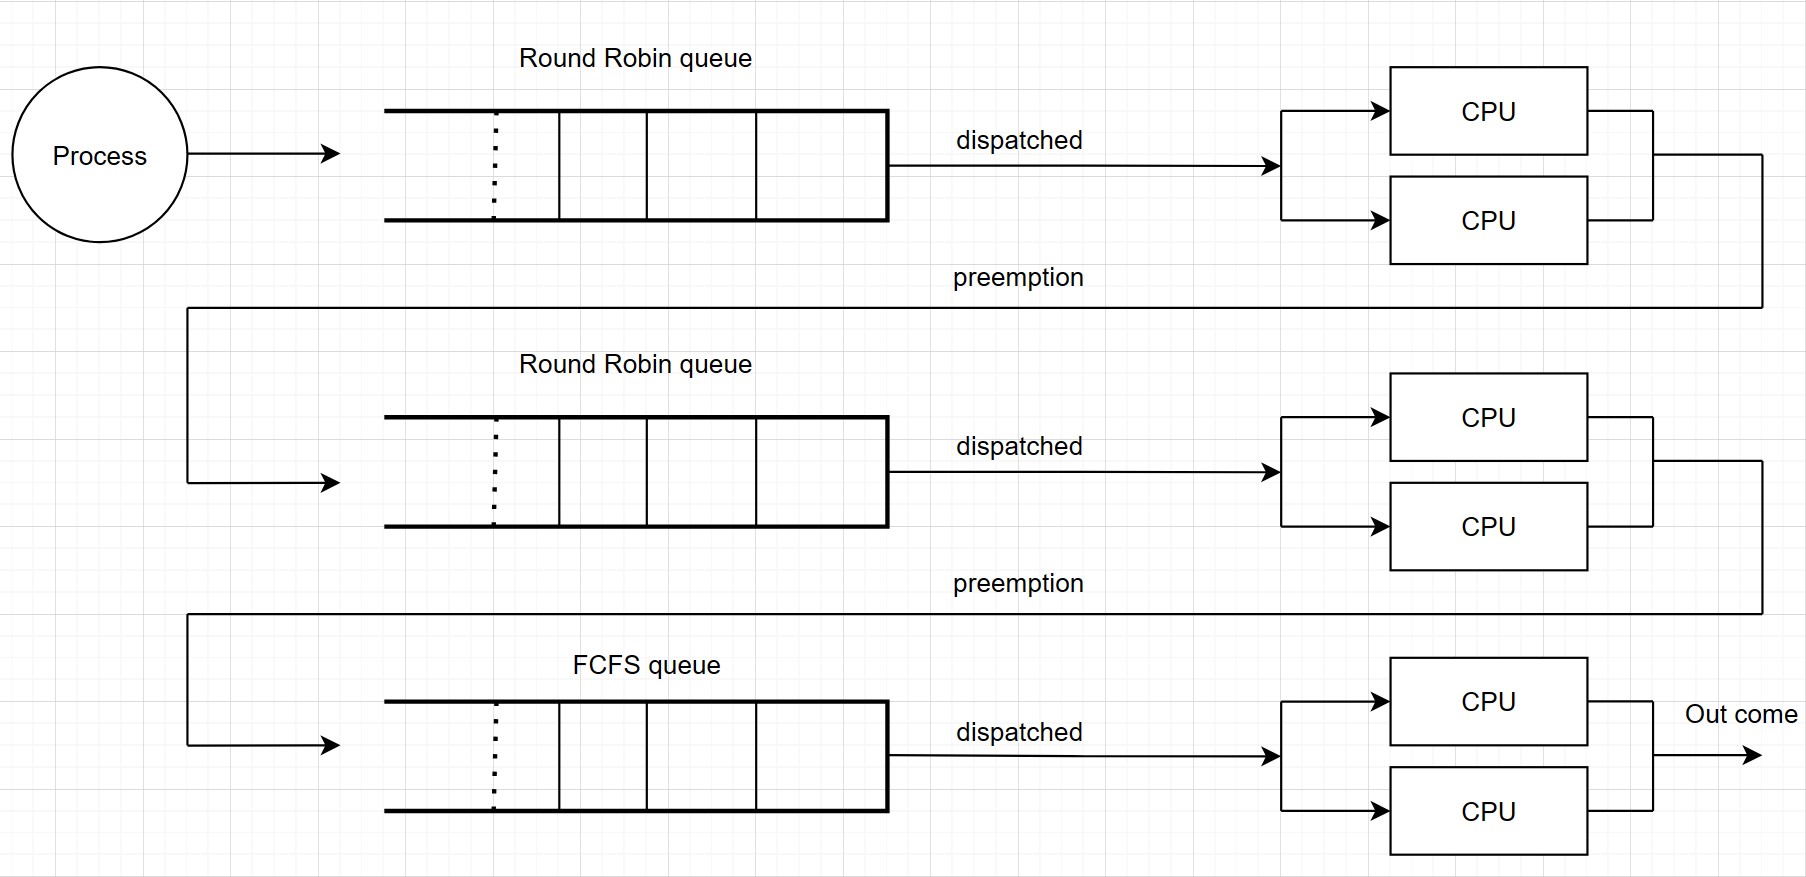 Round Robin queue
Process
dispatched
CPU
CPU
preemption
Round Robin queue
dispatched
CPU
CPU
preemption
FCFS queue
dispatched
CPU
Out come
CPU